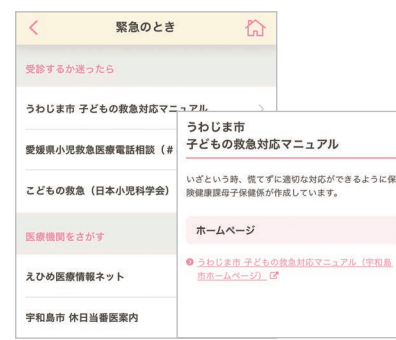 緊急のとき
受診するか迷ったら
うわじま市 子どもの救急対応マニュアル
愛媛県小児救急医療電話相談（＃
こどもの救急（日本小児科学会）
医療機関をさがす
えひめ医療情報ネット
宇和島市 休日当番医案内
うわじま市
子どもの救急対応マニュアル
いざという時、慌てずに適切な対応ができるように保
険健康課母子保健係が作成しています。
ホームページ
うわじま市 子どもの救急対応マニュアル（宇和島
市ホームページ）